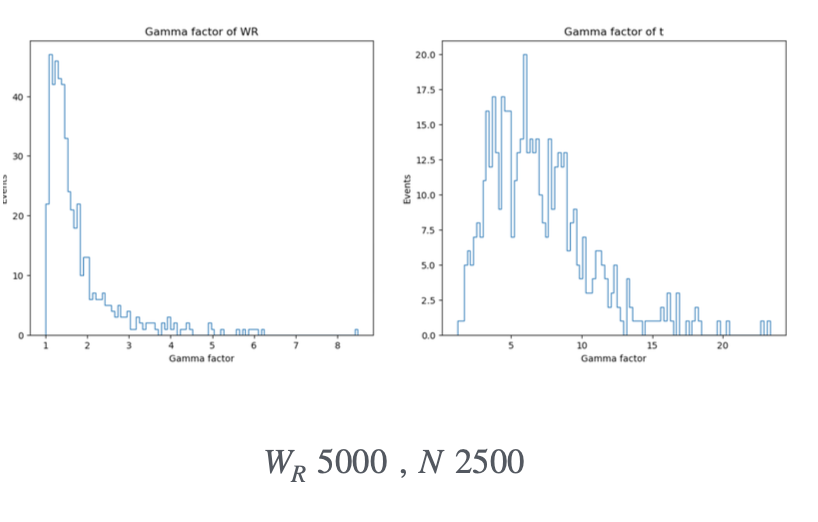 Gamma factor of WR
40
30
20
10
0
1 2 3 4 5 6 7 8
Gamma factor
Gamma factor of t
Events
20.0
17.5
15.0
12.5
10.0
7.5
5.0
2.5
0.0
5 10 15 20
Gamma factor
W_R 5000 , N 2500